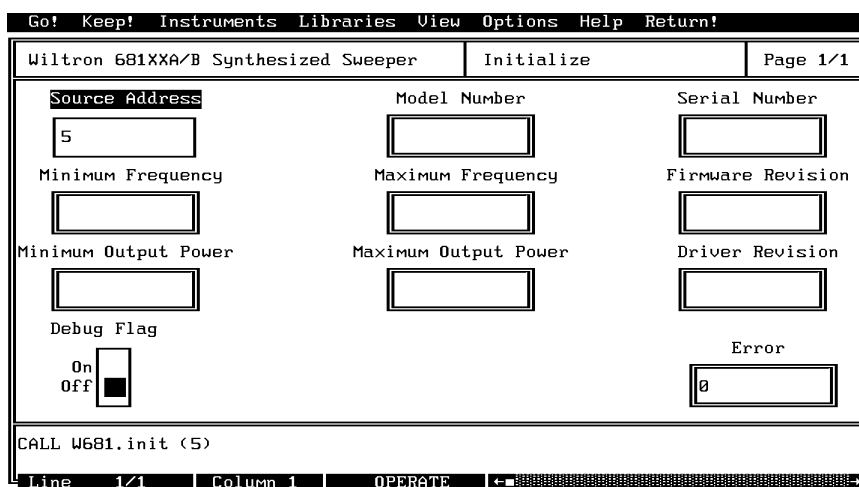 Go! Keep! Instruments Libraries View Options Help Return!
Wiltron 681XXA/B Synthesized Sweeper Initialize Page 1/1
Source Address Model Number Serial Number
5
Minimum Frequency Maximum Frequency Firmware Revision
Minimum Output Power Maximum Output Power Driver Revision
Debug Flag
Error
On
Off 0
CALL W681.init (5)
Line 1/1 Column 1 OPERATE